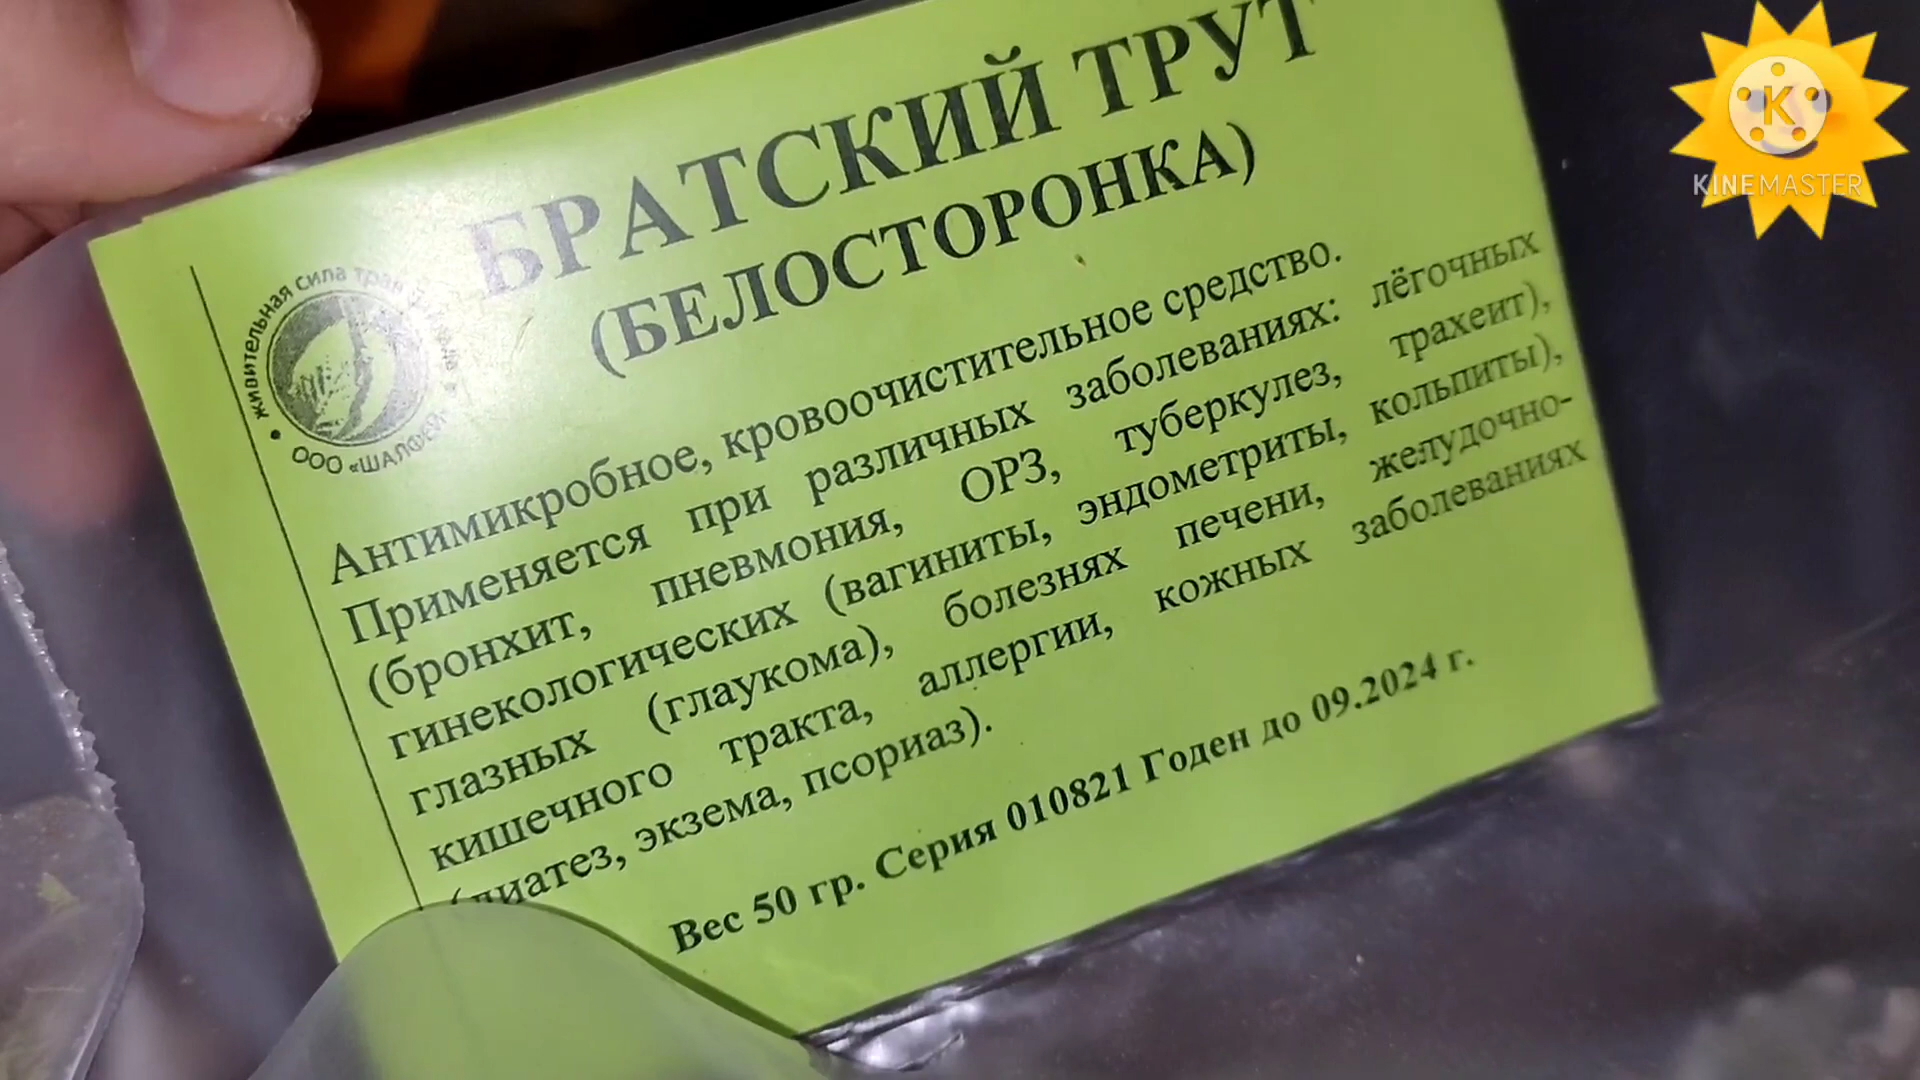 БРАТСКИЙ ТРУТ
(БЕЛОСТОРОНКА)
живительная сила трав
ООО «ШАЛФЕЙ»
Антимикробное, кровоочистительное средство.
Применяется при различных заболеваниях: лёгочных
(бронхит, пневмония, ОРЗ, туберкулез, трахеит),
гинекологических (вагиниты, эндометриты, кольпиты),
глазных (глаукома), болезнях печени, желудочно-
кишечного тракта, аллергии, кожных заболеваниях
(диатез, экзема, псориаз).
Вес 50 гр. Серия 010821 Годен до 09.2024 г.
K
KINEMASTER